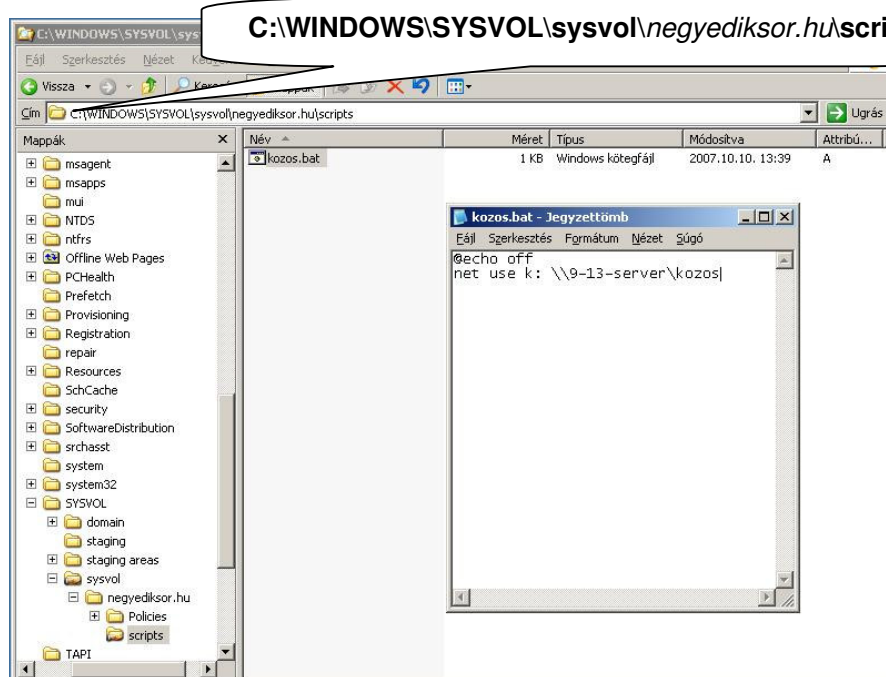 C:\WINDOWS\SYSVOL\sysvol\negyediksor.hu\scri
C:\WINDOWS\SYSVOL\sys
Fájl Szerkesztés Nézet
Vissza
Cím C:\WINDOWS\SYSVOL\sysvol\negyediksor.hu\scripts Ugrás
Mappák
Név Méret Típus Módosítva Attribú...
kozos.bat 1 KB Windows kötegfájl 2007.10.10. 13:39 A
msagent
msapps
mui
NTDS
ntfrs
Offline Web Pages
PCHealth
Prefetch
Provisioning
Registration
repair
Resources
SchCache
security
SoftwareDistribution
srchasst
system
system32
SYSVOL
domain
staging
staging areas
sysvol
negyediksor.hu
Policies
scripts
TAPI
kozos.bat - Jegyzettömb
Fájl Szerkesztés Formátum Nézet Súgó
@echo off
net use k: \\9-13-server\kozos